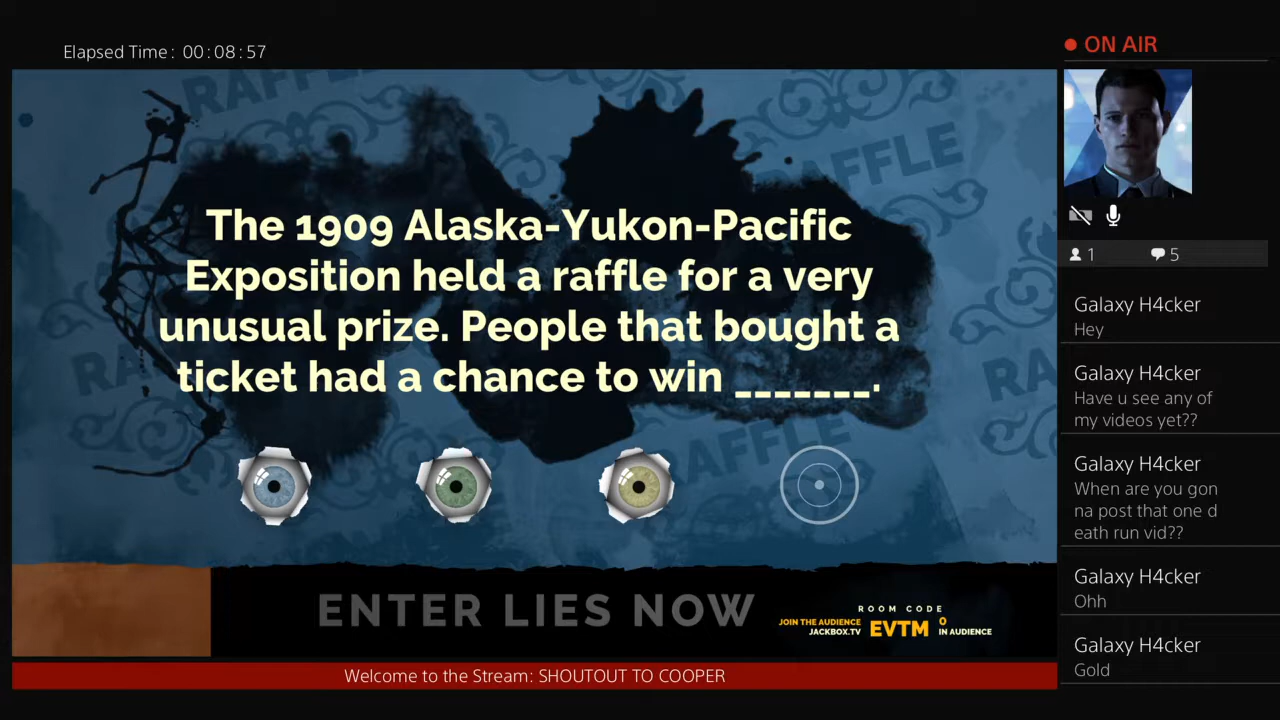 Elapsed Time: 00:08:57
ON AIR
RAFFLE
RAFFLE
The 1909 Alaska-Yukon-Pacific
Exposition held a raffle for a very
unusual prize. People that bought a
ticket had a chance to win _______.
RAFFLE
ENTER LIES NOW
JOIN THE AUDIENCE
JACKBOX.TV
ROOM CODE
EVTM
0
IN AUDIENCE
Welcome to the Stream: SHOUTOUT TO COOPER
1
5
Galaxy H4cker
Hey
Galaxy H4cker
Have u see any of
my videos yet??
Galaxy H4cker
When are you gon
na post that one d
eath run vid??
Galaxy H4cker
Ohh
Galaxy H4cker
Gold